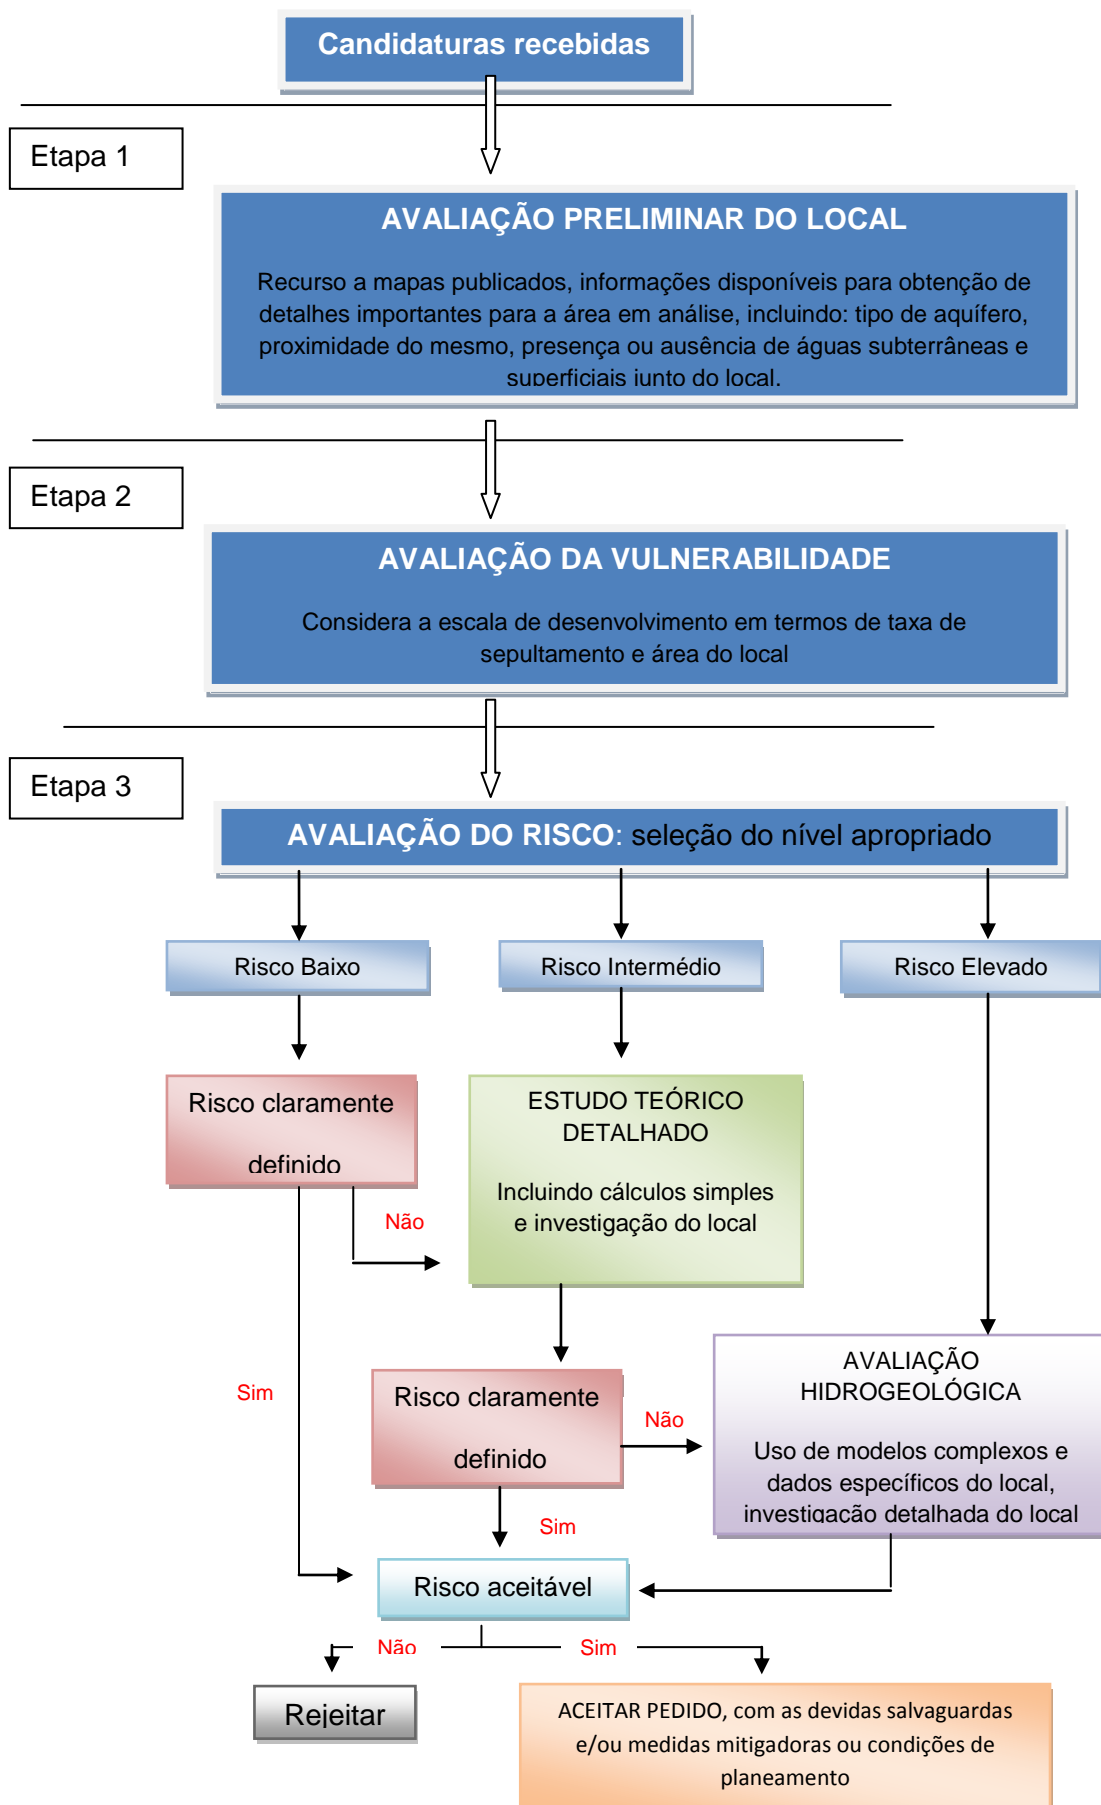 Candidaturas recebidas
Etapa 1
AVALIAÇÃO PRELIMINAR DO LOCAL
Recurso a mapas publicados, informações disponíveis para obtenção de
detalhes importantes para a área em análise, incluindo: tipo de aquífero,
proximidade do mesmo, presença ou ausência de águas subterrâneas e
superficiais junto do local.
Etapa 2
AVALIAÇÃO DA VULNERABILIDADE
Considera a escala de desenvolvimento em termos de taxa de
sepultamento e área do local
Etapa 3
AVALIAÇÃO DO RISCO: seleção do nível apropriado
Risco Baixo
Risco Intermédio
Risco Elevado
Risco claramente
definido
ESTUDO TEÓRICO
DETALHADO
Incluindo cálculos simples
e investigação do local
Não
Sim
Risco claramente
definido
Não
AVALIAÇÃO
HIDROGEOLÓGICA
Uso de modelos complexos e
dados específicos do local,
investigação detalhada do local
Sim
Risco aceitável
Não
Sim
Rejeitar
ACEITAR PEDIDO, com as devidas salvaguardas
e/ou medidas mitigadoras ou condições de
planeamento